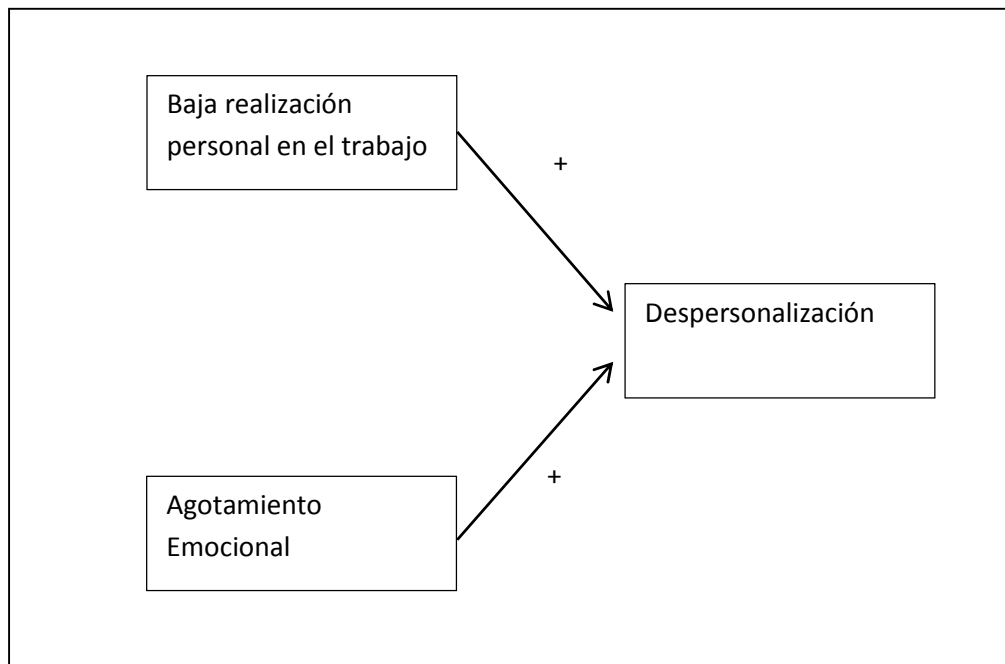 Baja realización
personal en el trabajo
+
Despersonalización
+
Agotamiento
Emocional